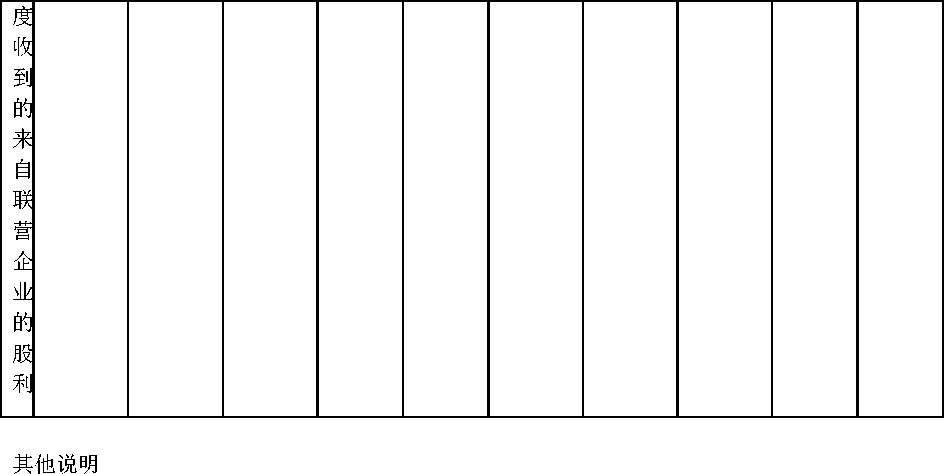 度
收
到
的
来
自
联
营
企
业
的
股
利
其他说明